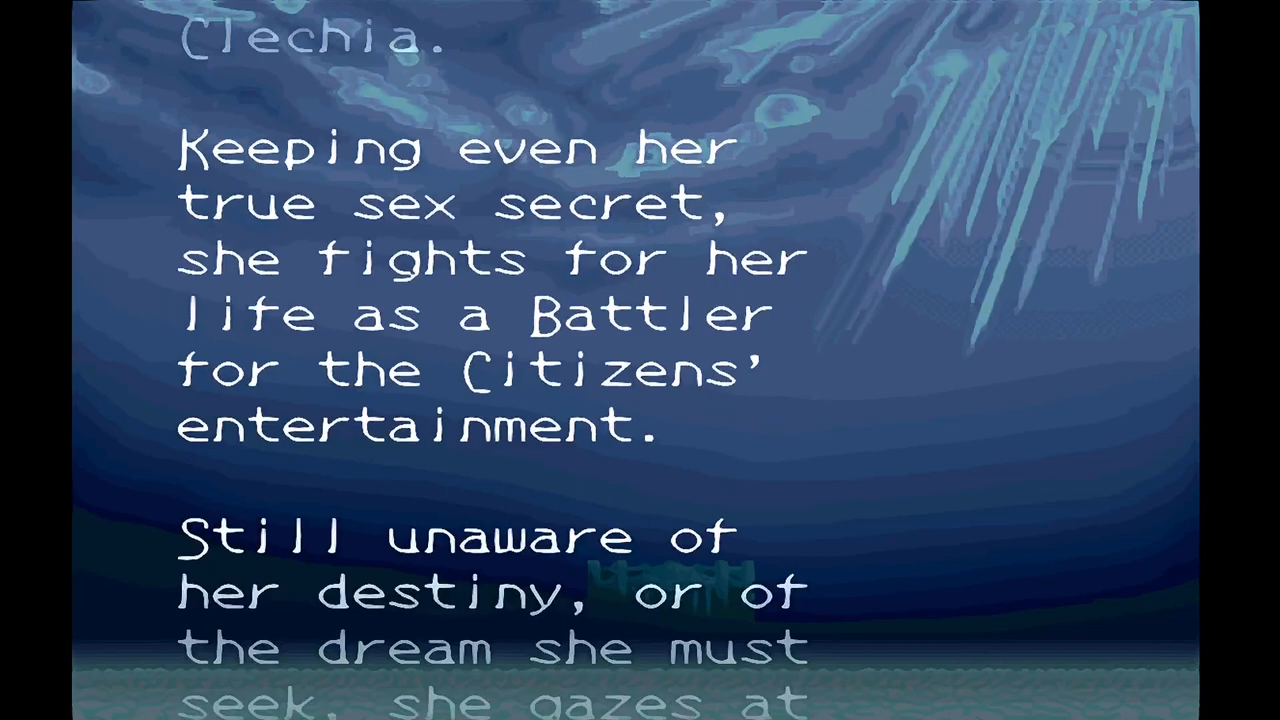 Clechia.
Keeping even her
true sex secret,
she fights for her
life as a Battler
for the Citizens'
entertainment.
Still unaware of
her destiny, or of
the dream she must
seek, she gazes at